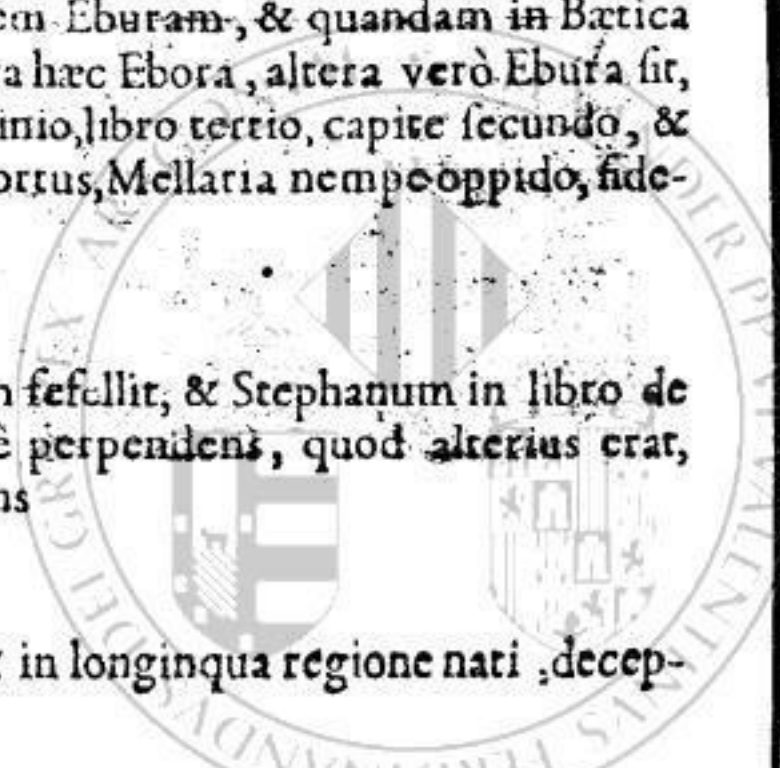 Eburam, & quandam in Bætica
hæc Ebora, altera verò Ebura sit,
inio, libro tertio, capite secundo, &
ortus, Mellaria nempe oppido, fide-
fefellit, & Stephanum in libro de
perpendens, quod alterius erat,
ns
in longinqua regione nati, decep-